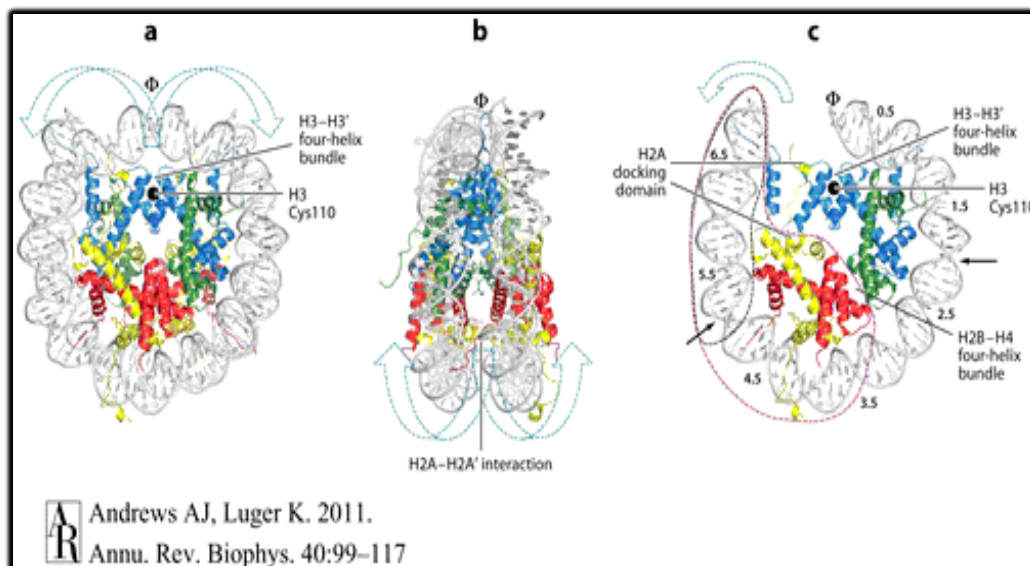 a
b
c
Φ
H3–H3'
four-helix
bundle
H3
Cys110
Φ
H2A–H2A' interaction
Φ
0.5
H3–H3'
four-helix
bundle
H2A
docking
domain
6.5
H3
Cys110
1.5
5.5
2.5
H2B–H4
four-helix
bundle
4.5
3.5
AR
Andrews AJ, Luger K. 2011.
Annu. Rev. Biophys. 40:99–117